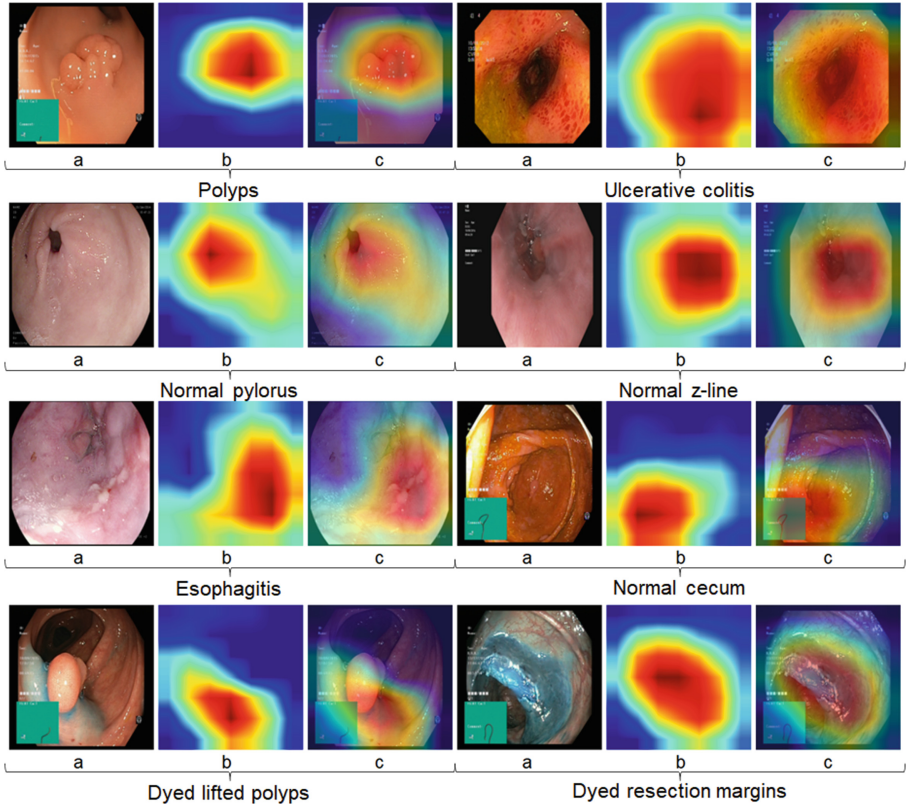 a b c a b c
Polyps Ulcerative colitis
a b c a b c
Normal pylorus Normal z-line
a b c a b c
Esophagitis Normal cecum
a b c a b c
Dyed lifted polyps Dyed resection margins